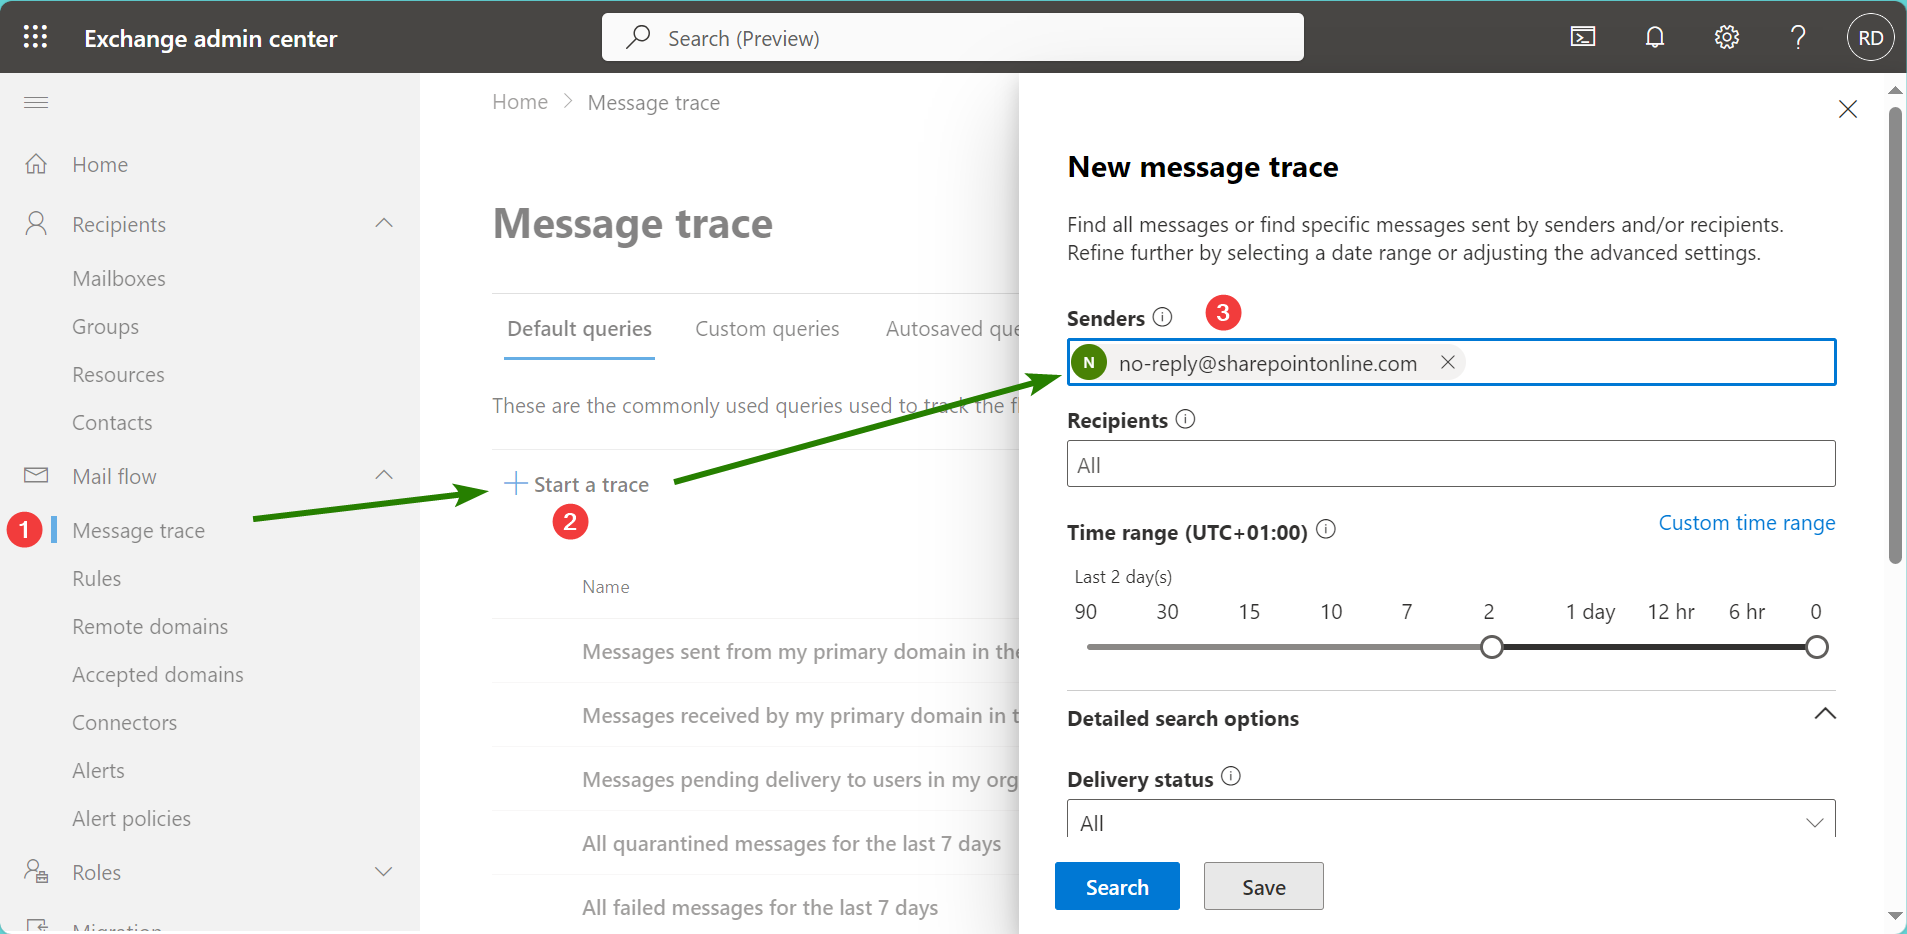 Exchange admin center
Search (Preview)
RD
Home
Recipients
Mailboxes
Groups
Resources
Contacts
Mail flow
1
Message trace
Rules
Remote domains
Accepted domains
Connectors
Alerts
Alert policies
Roles
Migration
Home > Message trace
Message trace
Default queries
Custom queries
Autosaved que
These are the commonly used queries used to track the f
Start a trace
2
Name
Messages sent from my primary domain in the
Messages received by my primary domain in t
Messages pending delivery to users in my org
All quarantined messages for the last 7 days
All failed messages for the last 7 days
New message trace
Find all messages or find specific messages sent by senders and/or recipients.
Refine further by selecting a date range or adjusting the advanced settings.
Senders
3
N no-reply@sharepointonline.com
Recipients
All
Time range (UTC+01:00)
Custom time range
Last 2 day(s)
90 30 15 10 7 2 1 day 12 hr 6 hr 0
Detailed search options
Delivery status
All
Search
Save